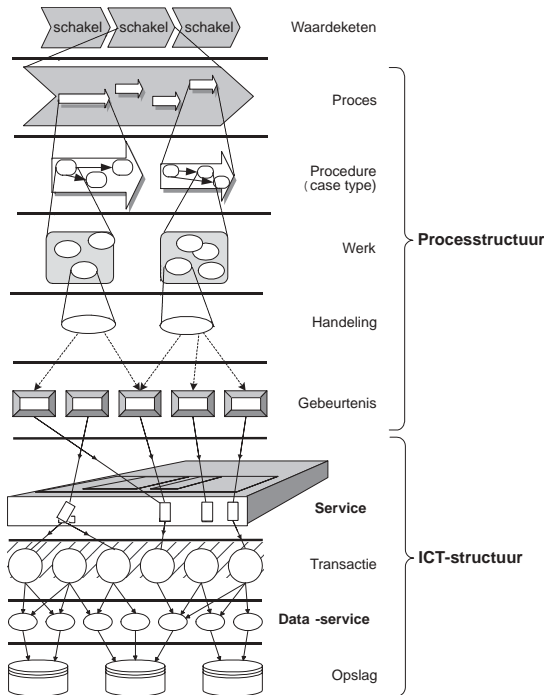 schakel schakel schakel Waardeketen
Proces
Procedure
(case type)
Processtructuur
Werk
Handeling
Gebeurtenis
Service
ICT-structuur
Transactie
Data -service
Opslag